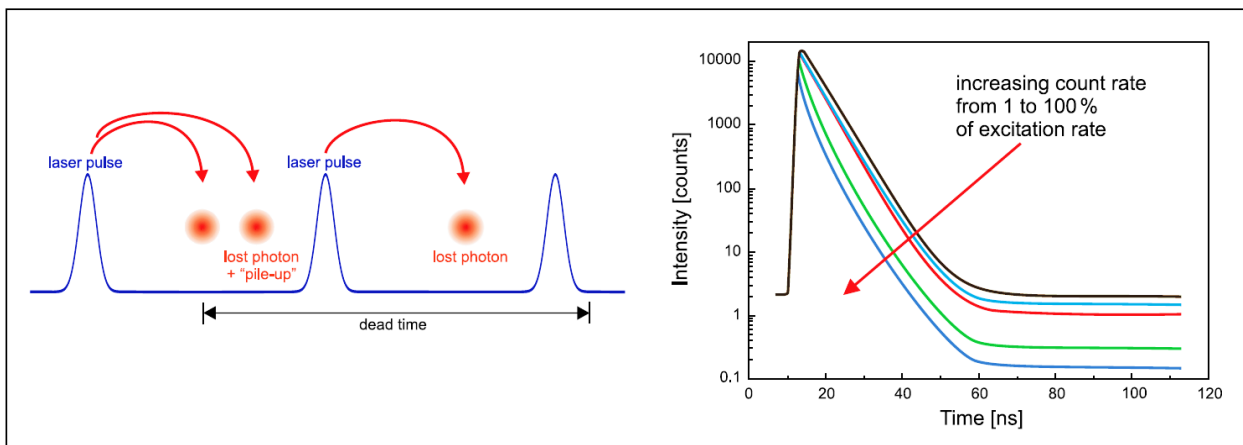 laser pulse
laser pulse
lost photon
+ "pile-up"
lost photon
dead time
Intensity [counts]
10000
1000
100
10
1
0.1
increasing count rate
from 1 to 100 %
of excitation rate
0
20
40
60
80
100
120
Time [ns]